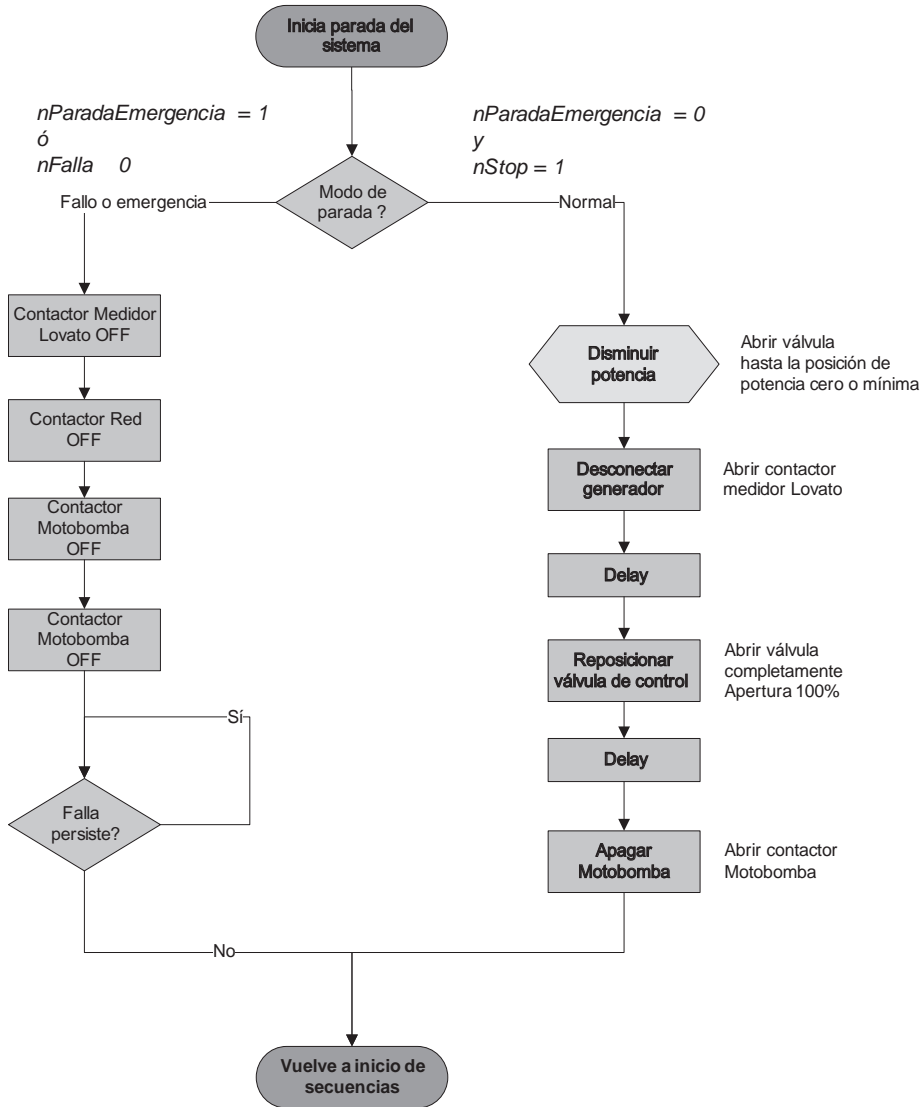 Inicia parada del
sistema
nParadaEmergencia = 1
ó
nFalla 0
nParadaEmergencia = 0
y
nStop = 1
Modo de
parada ?
Fallo o emergencia
Normal
Contactor Medidor
Lovato OFF
Contactor Red
OFF
Contactor
Motobomba
OFF
Contactor
Motobomba
OFF
Sí
Falla
persiste?
No
Disminuir
potencia
Abrir válvula
hasta la posición de
potencia cero o mínima
Desconectar
generador
Abrir contactor
medidor Lovato
Delay
Reposicionar
válvula de control
Abrir válvula
completamente
Apertura 100%
Delay
Apagar
Motobomba
Abrir contactor
Motobomba
Vuelve a inicio de
secuencias